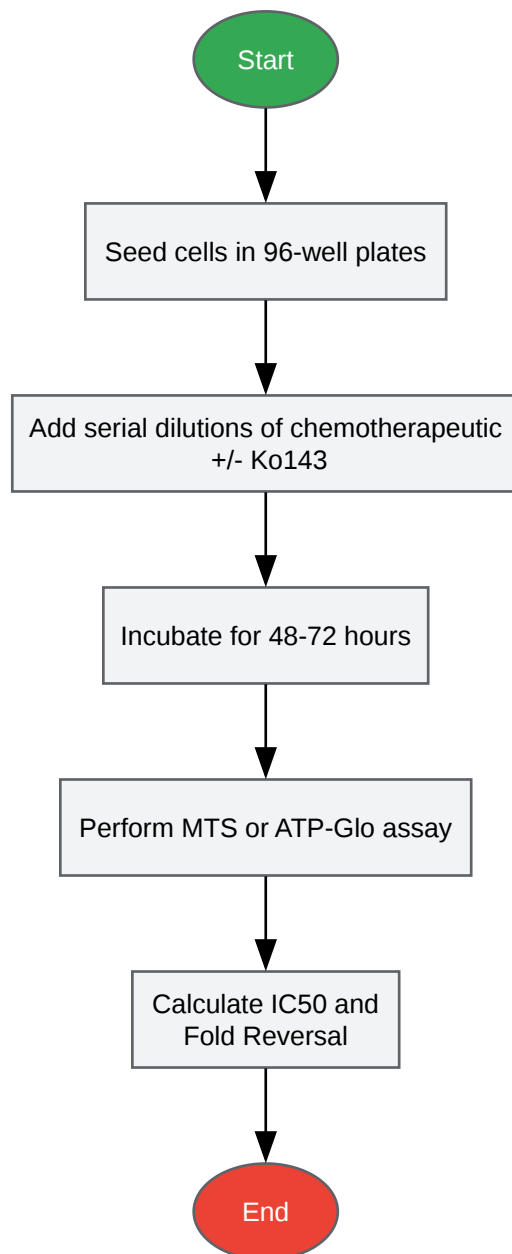 Start
Seed cells in 96-well plates
Add serial dilutions of chemotherapeutic
+/- Ko143
Incubate for 48-72 hours
Perform MTS or ATP-Glo assay
Calculate IC50 and
Fold Reversal
End